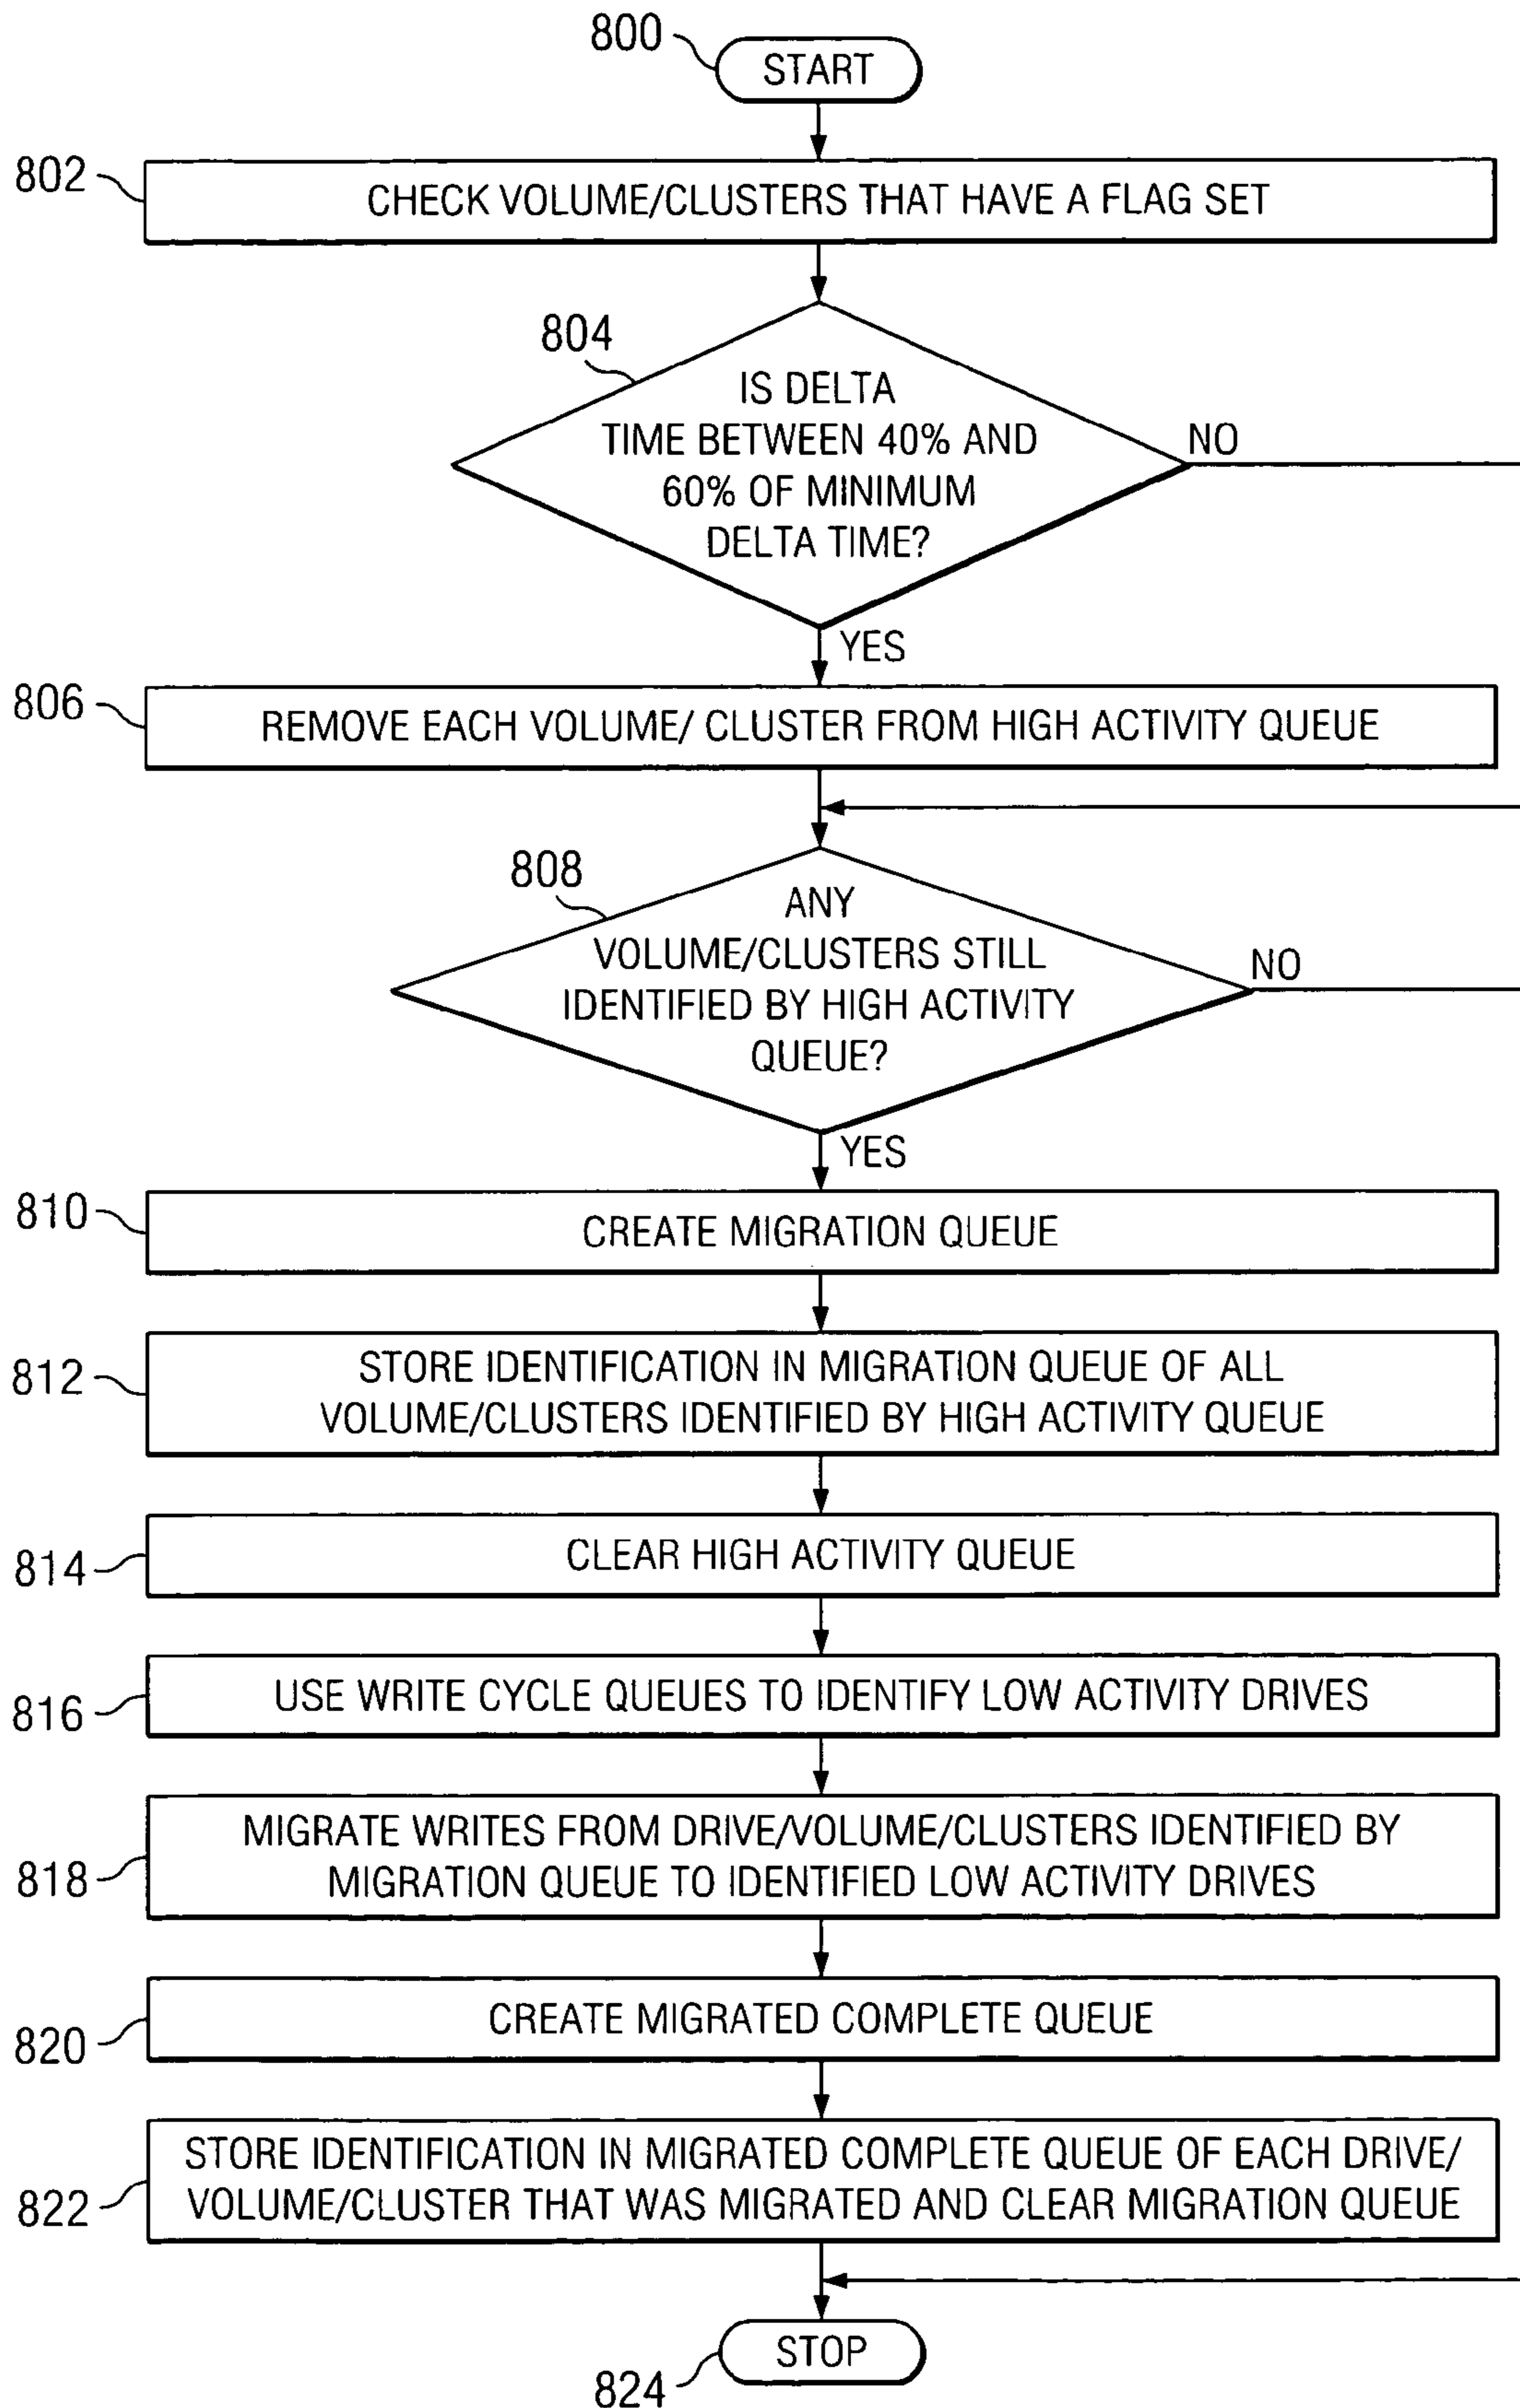 800
START
802
CHECK VOLUME/CLUSTERS THAT HAVE A FLAG SET
804
IS DELTA
TIME BETWEEN 40% AND
60% OF MINIMUM
DELTA TIME?
NO
YES
806
REMOVE EACH VOLUME/ CLUSTER FROM HIGH ACTIVITY QUEUE
808
ANY
VOLUME/CLUSTERS STILL
IDENTIFIED BY HIGH ACTIVITY
QUEUE?
NO
YES
810
CREATE MIGRATION QUEUE
812
STORE IDENTIFICATION IN MIGRATION QUEUE OF ALL
VOLUME/CLUSTERS IDENTIFIED BY HIGH ACTIVITY QUEUE
814
CLEAR HIGH ACTIVITY QUEUE
816
USE WRITE CYCLE QUEUES TO IDENTIFY LOW ACTIVITY DRIVES
818
MIGRATE WRITES FROM DRIVE/VOLUME/CLUSTERS IDENTIFIED BY
MIGRATION QUEUE TO IDENTIFIED LOW ACTIVITY DRIVES
820
CREATE MIGRATED COMPLETE QUEUE
822
STORE IDENTIFICATION IN MIGRATED COMPLETE QUEUE OF EACH DRIVE/
VOLUME/CLUSTER THAT WAS MIGRATED AND CLEAR MIGRATION QUEUE
STOP
824